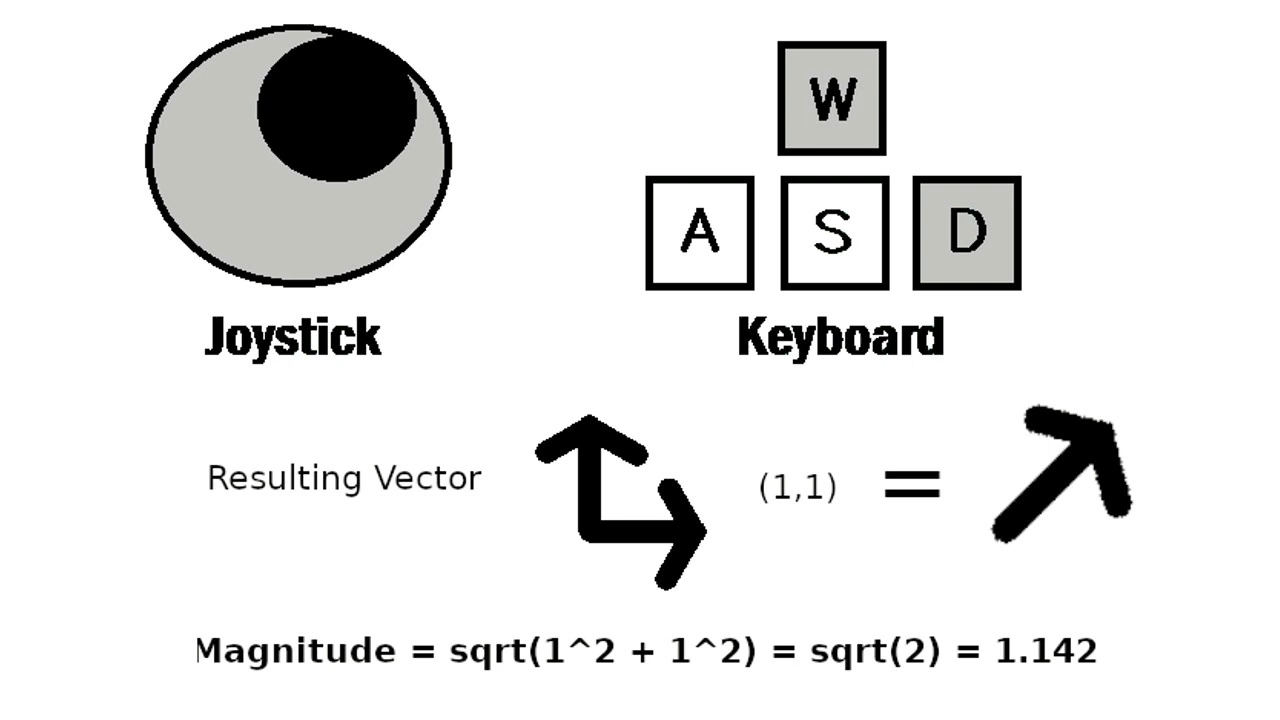 W
A S D
Joystick Keyboard
Resulting Vector (1,1) =
Magnitude = sqrt(1^2 + 1^2) = sqrt(2) = 1.142